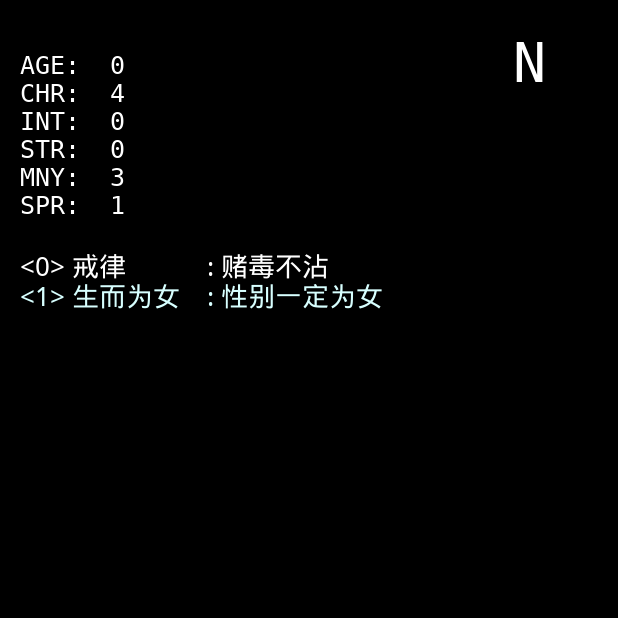 N
AGE: 0
CHR: 4
INT: 0
STR: 0
MNY: 3
SPR: 1
<0> 戒律 : 赌毒不沾
<1> 生而为女 : 性别一定为女